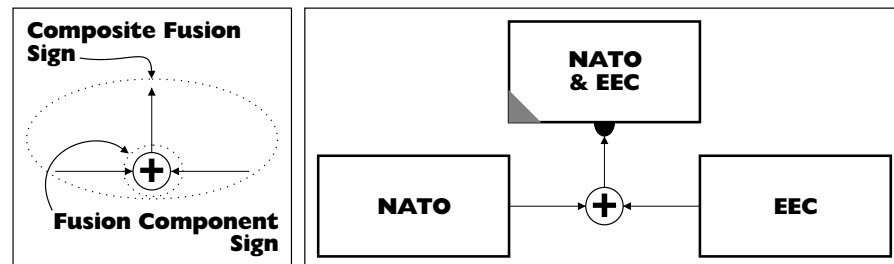 Composite Fusion
Sign
+
Fusion Component
Sign
NATO
& EEC
NATO
+
EEC